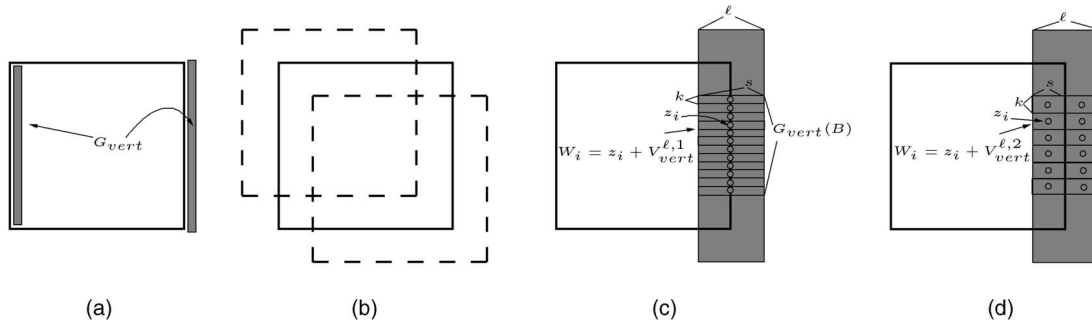 G_vert
(a)
(b)
ℓ
s
k
z_i
G_vert(B)
W_i = z_i + V_vert^{ℓ,1}
(c)
ℓ
s
k
z_i
W_i = z_i + V_vert^{ℓ,2}
(d)